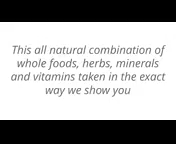 This all natural combination of
whole foods, herbs, minerals
and vitamins taken in the exact
way we show you